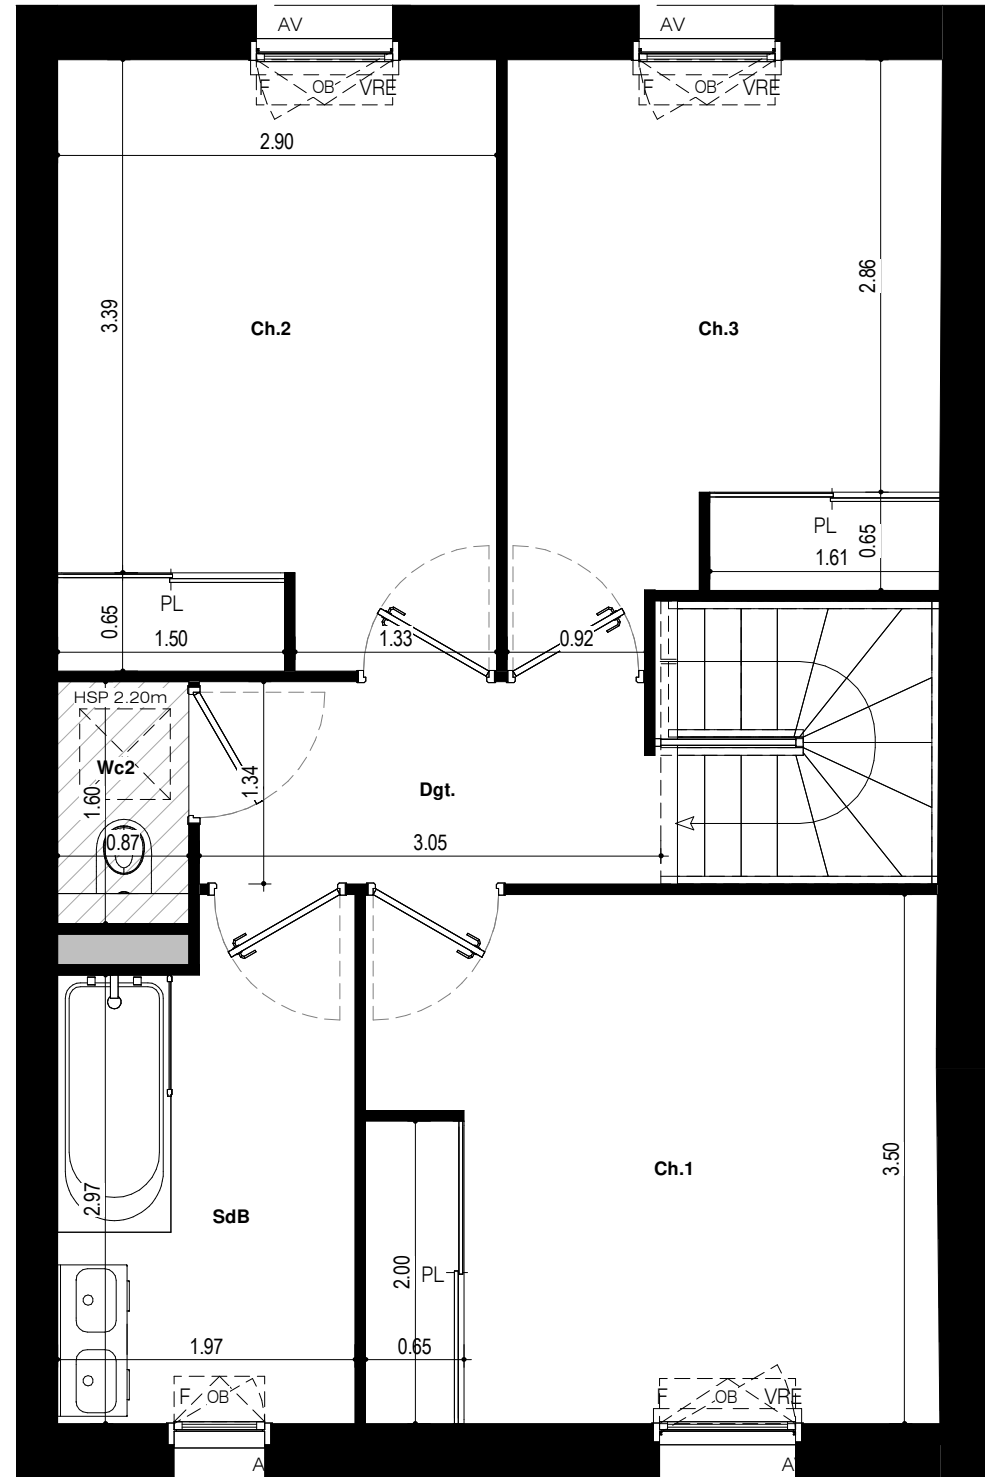 AV
AV
F OB VRE
F OB VRE
2.90
2.86
3.39
Ch.2
Ch.3
PL
0.65
1.61
PL
0.65
1.50
1.33
0.92
HSP 2.20m
Wc2
1.34
Dgt.
1.60
0.87
3.05
Ch.1
3.50
2.97
SdB
2.00
PL
1.97
0.65
F OB
F OB VRE
A
A